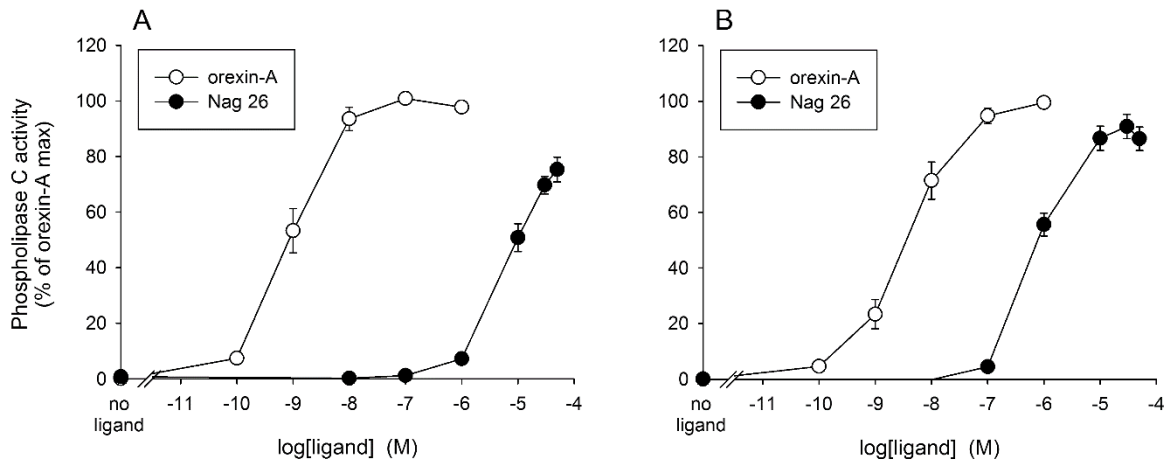 A
120
100
80
60
40
20
0
Phospholipase C activity
(% of orexin-A max)
orexin-A
Nag 26
no
ligand
-11 -10 -9 -8 -7 -6 -5 -4
log[ligand] (M)
B
120
100
80
60
40
20
0
orexin-A
Nag 26
no
ligand
-11 -10 -9 -8 -7 -6 -5 -4
log[ligand] (M)